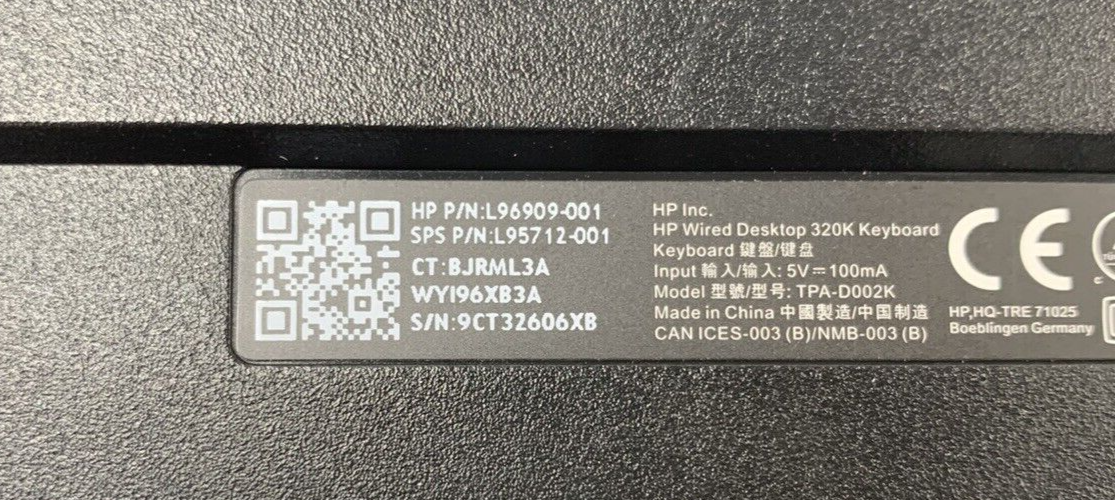 HP P/N:L96909-001
SPS P/N:L95712-001
CT:BJRML3A
WYI96XB3A
S/N:9CT32606XB
HP Inc.
HP Wired Desktop 320K Keyboard
Keyboard 鍵盤/键盘
Input 輸入/输入: 5V⎓100mA
Model 型號/型号: TPA-D002K
Made in China 中國製造/中国制造
CAN ICES-003 (B)/NMB-003 (B)
CE
HP,HQ-TRE 71025
Boeblingen Germany